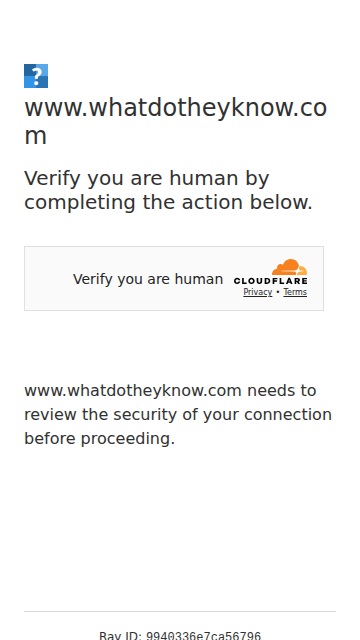 ?
www.whatdotheyknow.co
m
Verify you are human by
completing the action below.
Verify you are human
CLOUDFLARE
Privacy • Terms
www.whatdotheyknow.com needs to
review the security of your connection
before proceeding.
Ray ID: 9940336e7ca56796